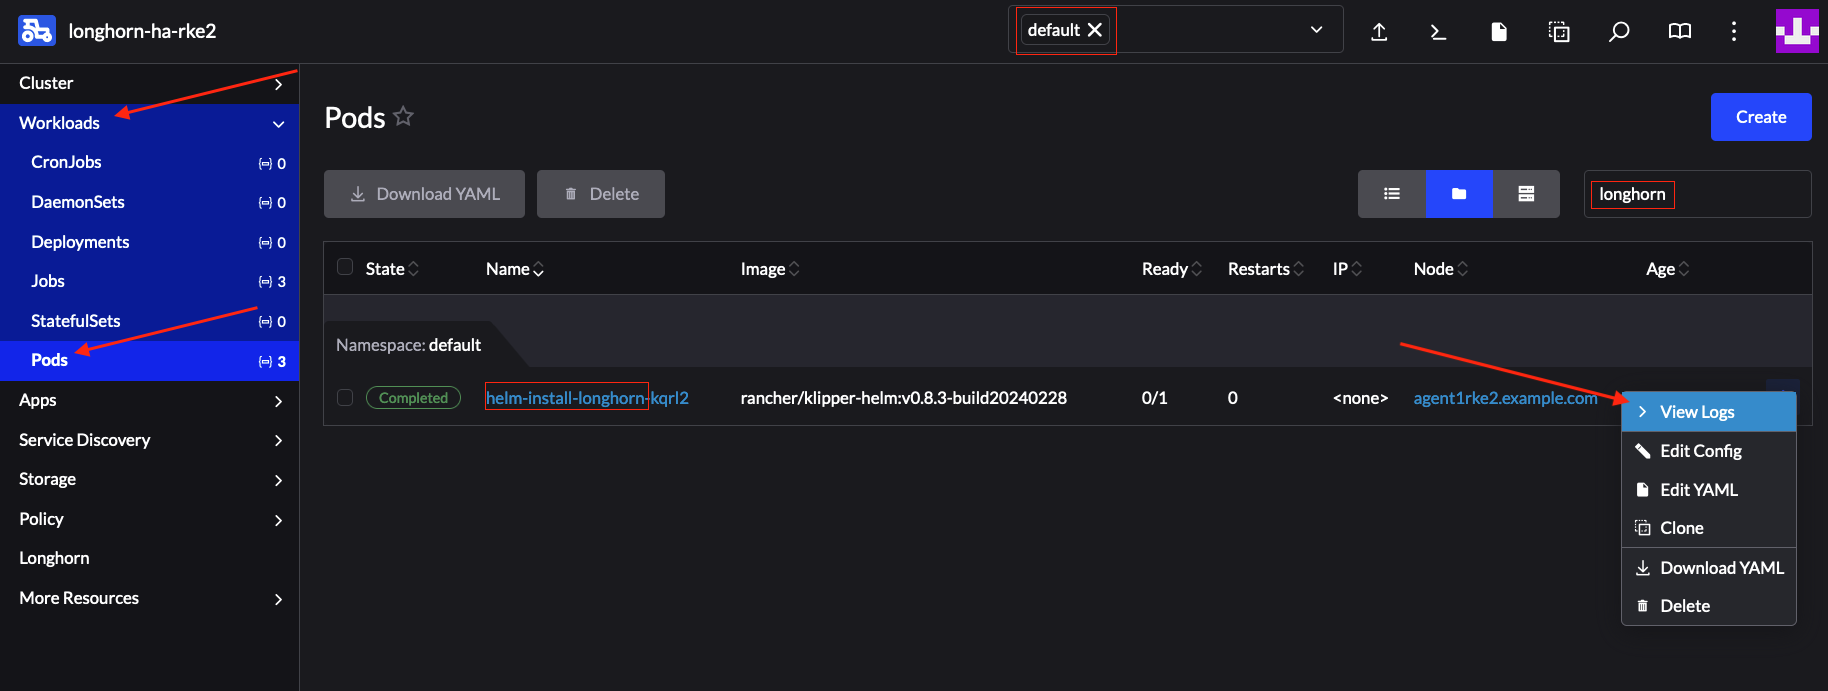 longhorn-ha-rke2
default
Cluster
Workloads
CronJobs 0
DaemonSets 0
Deployments 0
Jobs 3
StatefulSets 0
Pods 3
Apps
Service Discovery
Storage
Policy
Longhorn
More Resources
Pods
Create
Download YAML Delete
longhorn
State Name Image Ready Restarts IP Node Age
Namespace: default
Completed helm-install-longhorn-kqrl2 rancher/klipper-helm:v0.8.3-build20240228 0/1 0 <none> agent1rke2.example.com
View Logs
Edit Config
Edit YAML
Clone
Download YAML
Delete